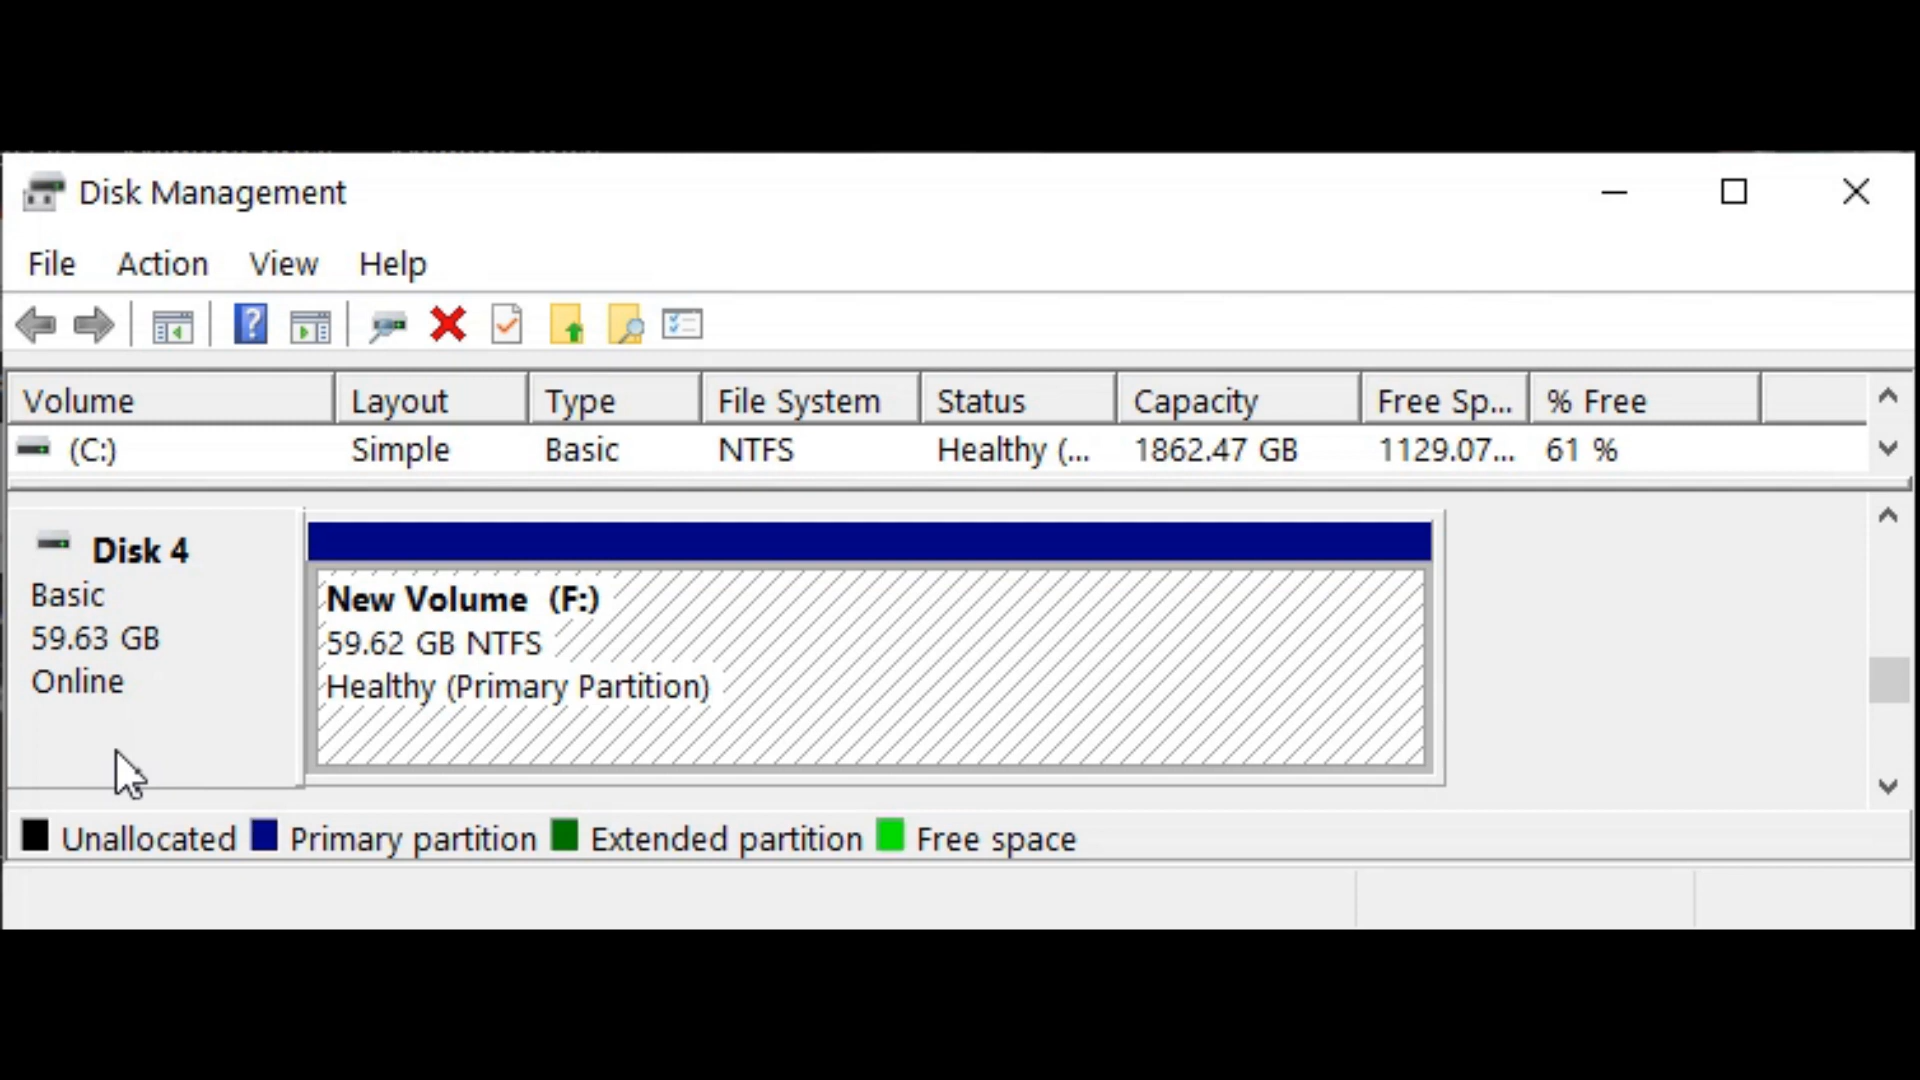 Disk Management
File Action View Help
Volume Layout Type File System Status Capacity Free Sp... % Free
(C:) Simple Basic NTFS Healthy (... 1862.47 GB 1129.07... 61 %
Disk 4
Basic
59.63 GB
Online
New Volume (F:)
59.62 GB NTFS
Healthy (Primary Partition)
Unallocated Primary partition Extended partition Free space